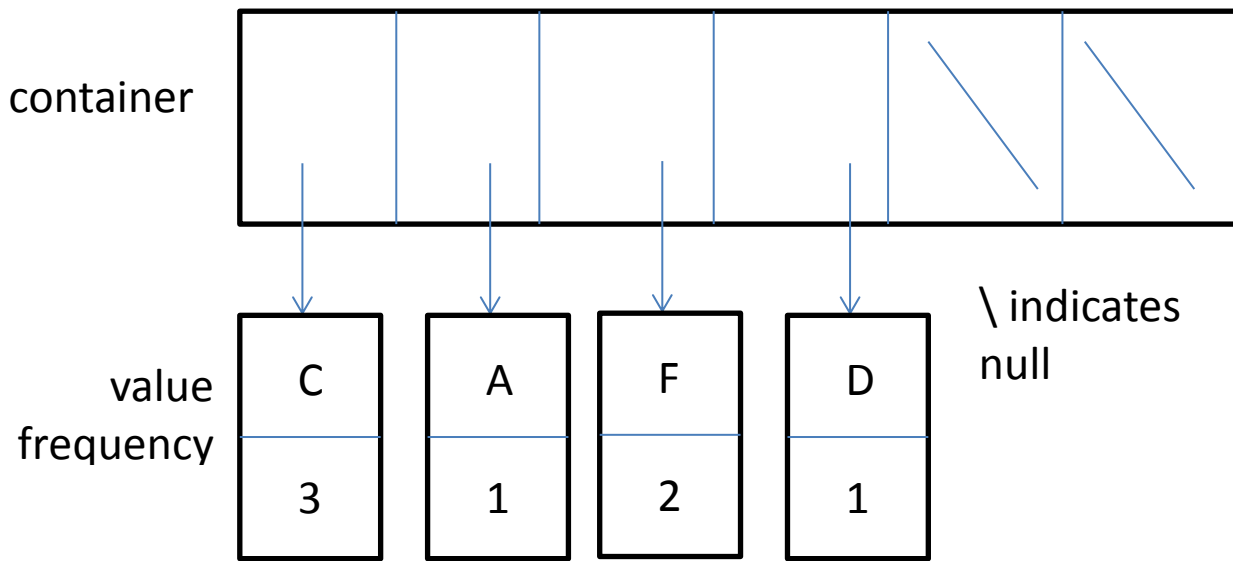 container
\ indicates
null
value
frequency
C
A
F
D
3
1
2
1